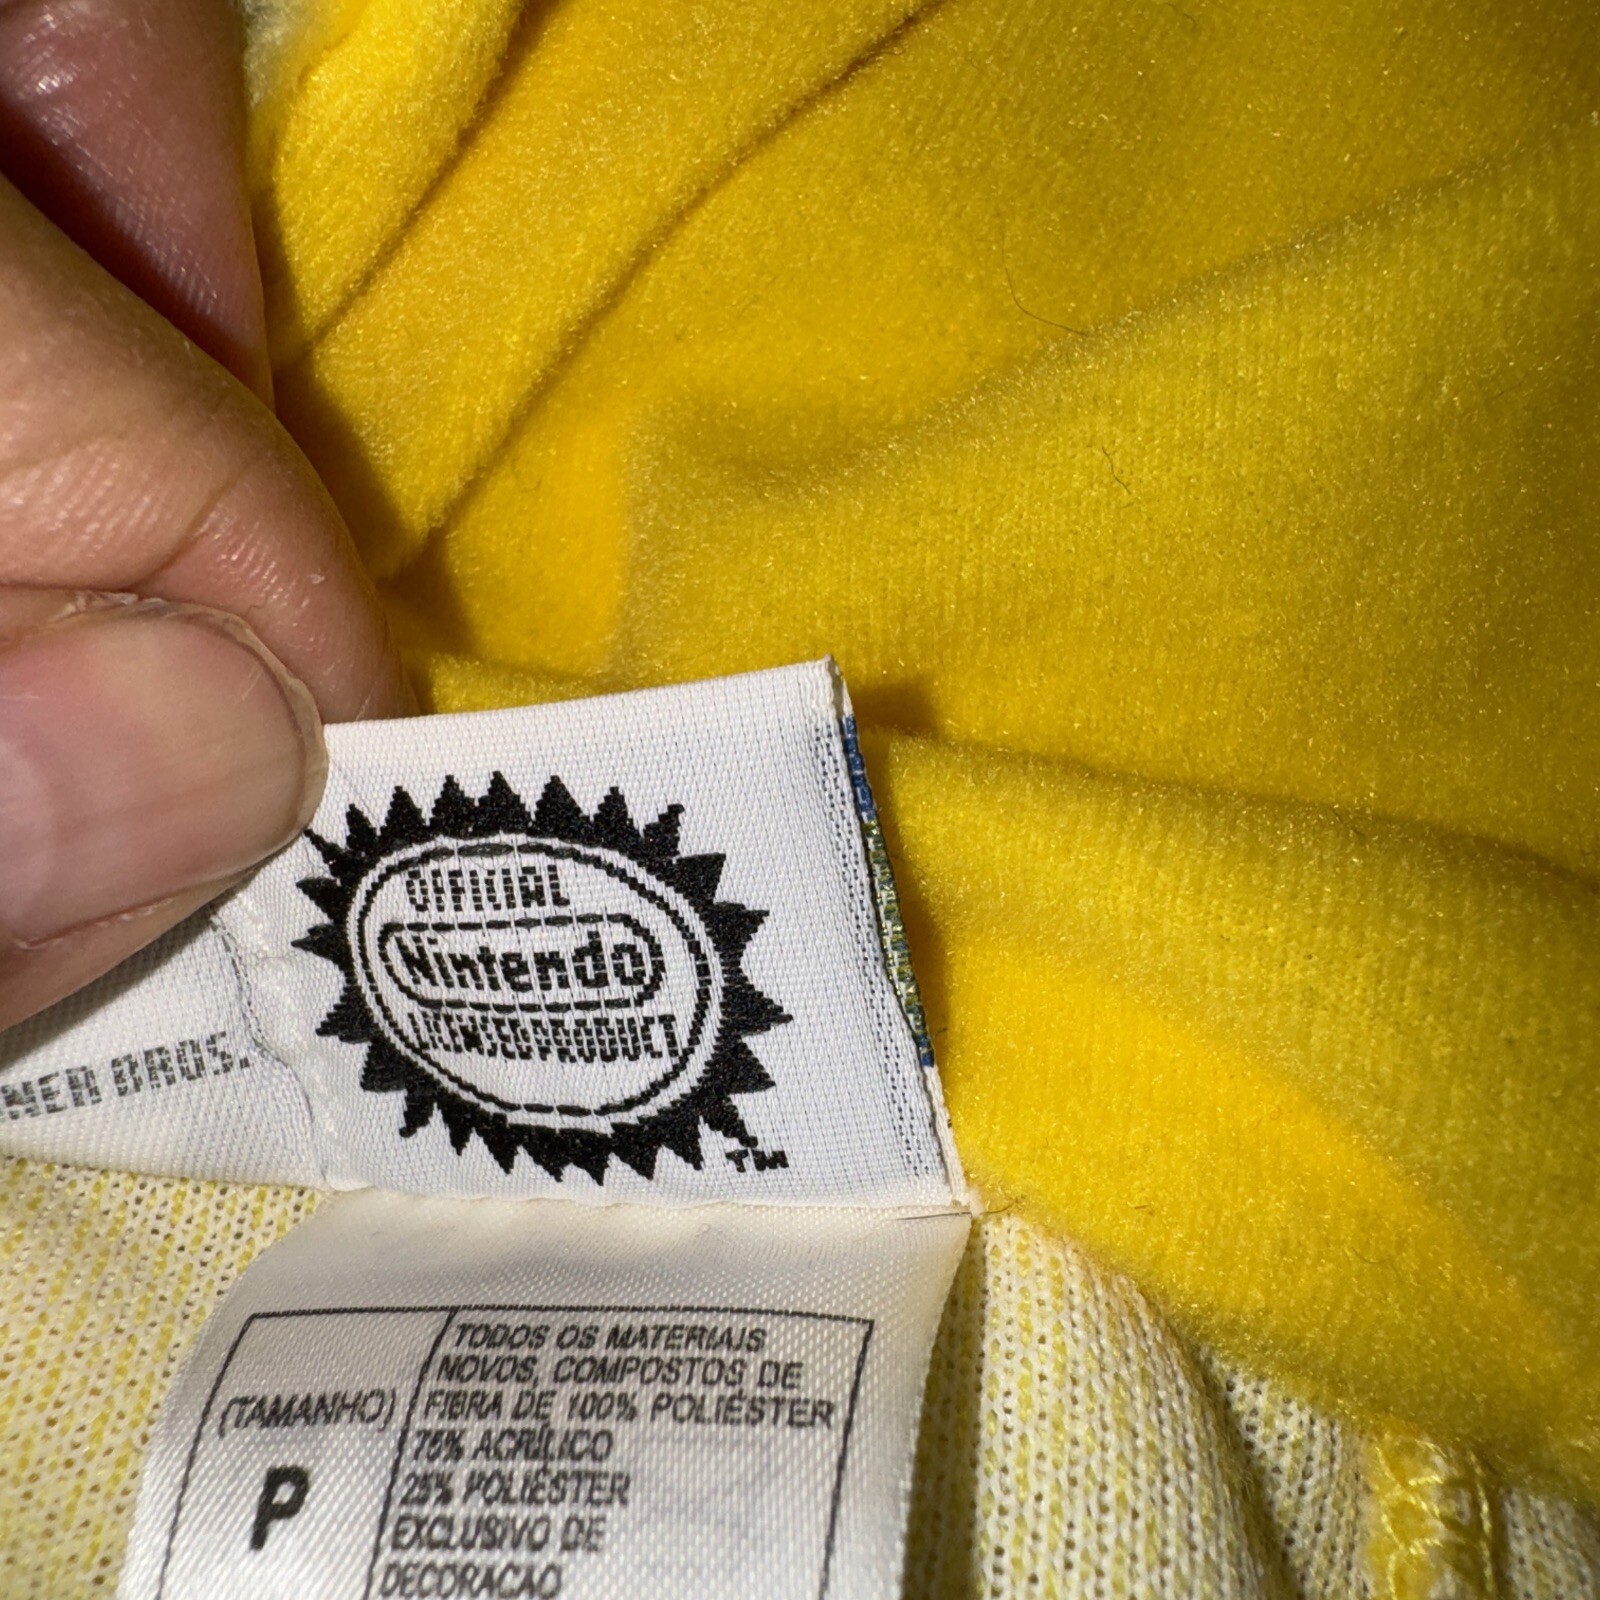 OFFICIAL
Nintendo
LICENSED PRODUCT
TM
NER BROS.
(TAMANHO)
P
TODOS OS MATERIAIS
NOVOS, COMPOSTOS DE
FIBRA DE 100% POLIÉSTER
75% ACRÍLICO
25% POLIÉSTER
EXCLUSIVO DE
DECORACAO